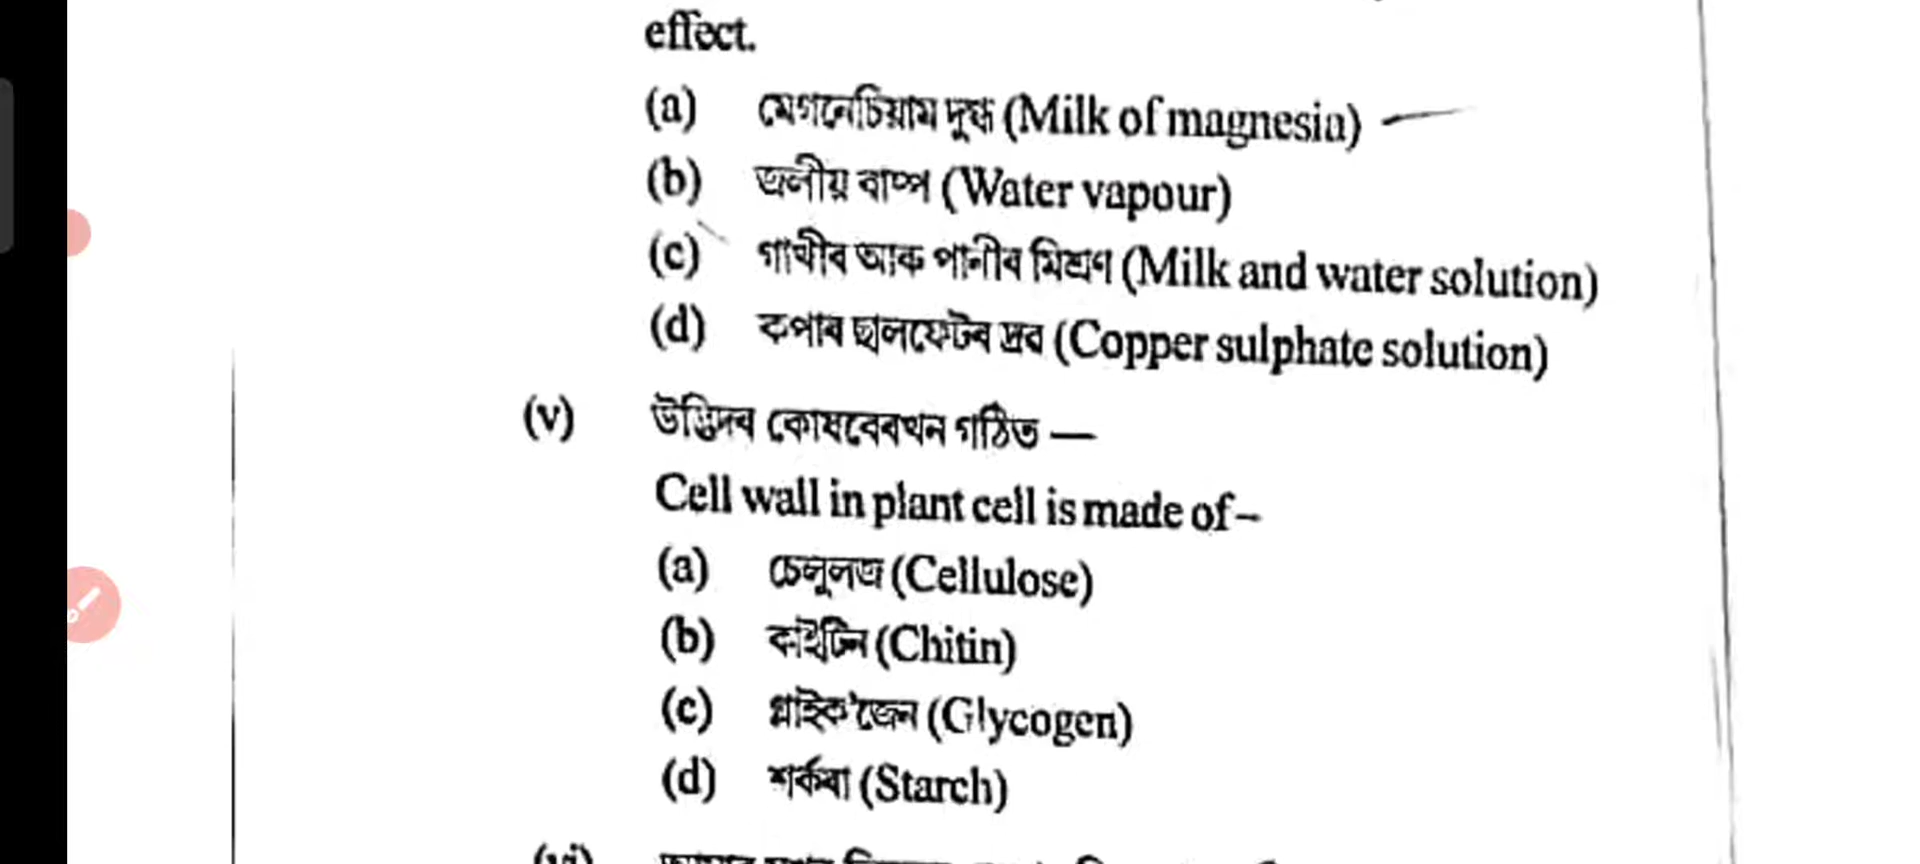 effect.
(a) মেগনেচিয়াম দুগ্ধ (Milk of magnesia)
(b) জলীয় বাষ্প (Water vapour)
(c) গাখীৰ আৰু পানীৰ মিশ্ৰণ (Milk and water solution)
(d) কপাৰ ছালফেটৰ দ্ৰৱ (Copper sulphate solution)
(v) উদ্ভিদৰ কোষবেৰখন গঠিত —
Cell wall in plant cell is made of –
(a) চেলুলজ (Cellulose)
(b) কাইটিন (Chitin)
(c) গ্লাইক'জেন (Glycogen)
(d) শৰ্কৰা (Starch)
(vi)